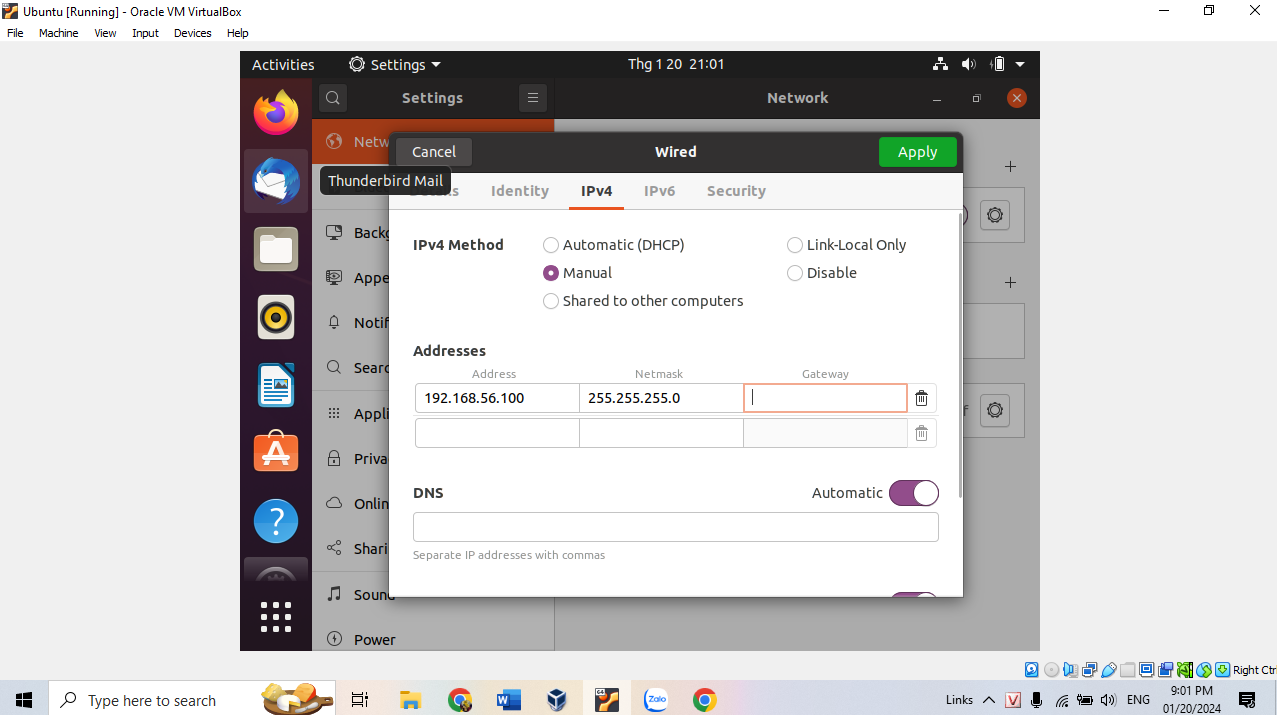 Ubuntu [Running] - Oracle VM VirtualBox
File Machine View Input Devices Help
Activities Settings Thg 1 20 21:01
Settings Network
Cancel Wired Apply
Thunderbird Mail
Identity IPv4 IPv6 Security
IPv4 Method Automatic (DHCP) Link-Local Only
Manual Disable
Shared to other computers
Addresses
Address Netmask Gateway
192.168.56.100 255.255.255.0
DNS Automatic
Separate IP addresses with commas
Netw
Backg
Appe
Notif
Searc
Appli
Priva
Onlin
Shari
Sound
Power
Right Ctrl
Type here to search
Links ENG 9:01 PM
01/20/2024